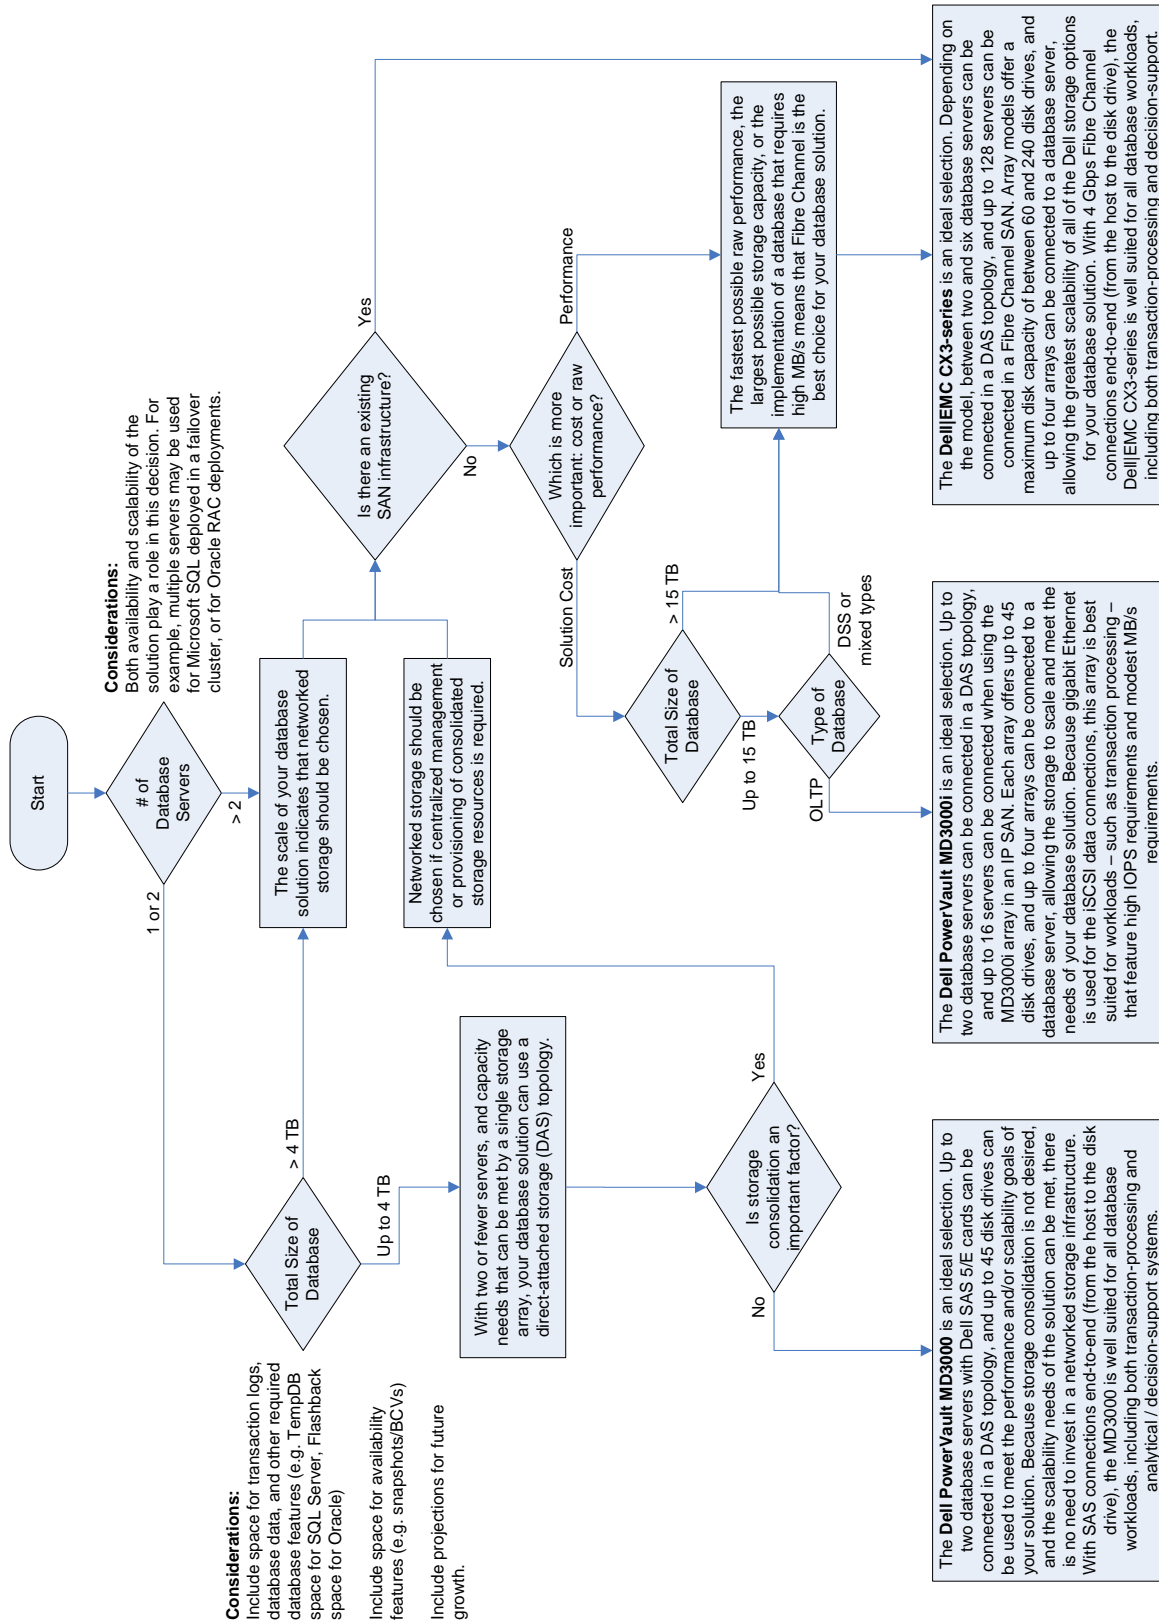 Start
# of
Database
Servers
Considerations:
Both availability and scalability of the
solution play a role in this decision. For
example, multiple servers may be used
for Microsoft SQL deployed in a failover
cluster, or for Oracle RAC deployments.
1 or 2
> 2
Considerations:
Include space for transaction logs,
database data, and other required
database features (e.g. TempDB
space for SQL Server, Flashback
space for Oracle)
Include space for availability
features (e.g. snapshots/BCVs)
Include projections for future
growth.
Total Size of
Database
> 4 TB
Up to 4 TB
The scale of your database
solution indicates that networked
storage should be chosen.
Networked storage should be
chosen if centralized management
or provisioning of consolidated
storage resources is required.
Is there an existing
SAN infrastructure?
Yes
No
With two or fewer servers, and capacity
needs that can be met by a single storage
array, your database solution can use a
direct-attached storage (DAS) topology.
Which is more
important: cost or raw
performance?
Solution Cost
Performance
Total Size of
Database
> 15 TB
Up to 15 TB
Is storage
consolidation an
important factor?
Yes
No
Type of
Database
OLTP
DSS or
mixed types
The fastest possible raw performance, the
largest possible storage capacity, or the
implementation of a database that requires
high MB/s means that Fibre Channel is the
best choice for your database solution.
The Dell PowerVault MD3000 is an ideal selection. Up to
two database servers with Dell SAS 5/E cards can be
connected in a DAS topology, and up to 45 disk drives can
be used to meet the performance and/or scalability goals of
your solution. Because storage consolidation is not desired,
and the scalability needs of the solution can be met, there
is no need to invest in a networked storage infrastructure.
With SAS connections end-to-end (from the host to the disk
drive), the MD3000 is well suited for all database
workloads, including both transaction-processing and
analytical / decision-support systems.
The Dell PowerVault MD3000i is an ideal selection. Up to
two database servers can be connected in a DAS topology,
and up to 16 servers can be connected when using the
MD3000i array in an IP SAN. Each array offers up to 45
disk drives, and up to four arrays can be connected to a
database server, allowing the storage to scale and meet the
needs of your database solution. Because gigabit Ethernet
is used for the iSCSI data connections, this array is best
suited for workloads – such as transaction processing –
that feature high IOPS requirements and modest MB/s
requirements.
The Dell|EMC CX3-series is an ideal selection. Depending on
the model, between two and six database servers can be
connected in a DAS topology, and up to 128 servers can be
connected in a Fibre Channel SAN. Array models offer a
maximum disk capacity of between 60 and 240 disk drives, and
up to four arrays can be connected to a database server,
allowing the greatest scalability of all of the Dell storage options
for your database solution. With 4 Gbps Fibre Channel
connections end-to-end (from the host to the disk drive), the
Dell|EMC CX3-series is well suited for all database workloads,
including both transaction-processing and decision-support.